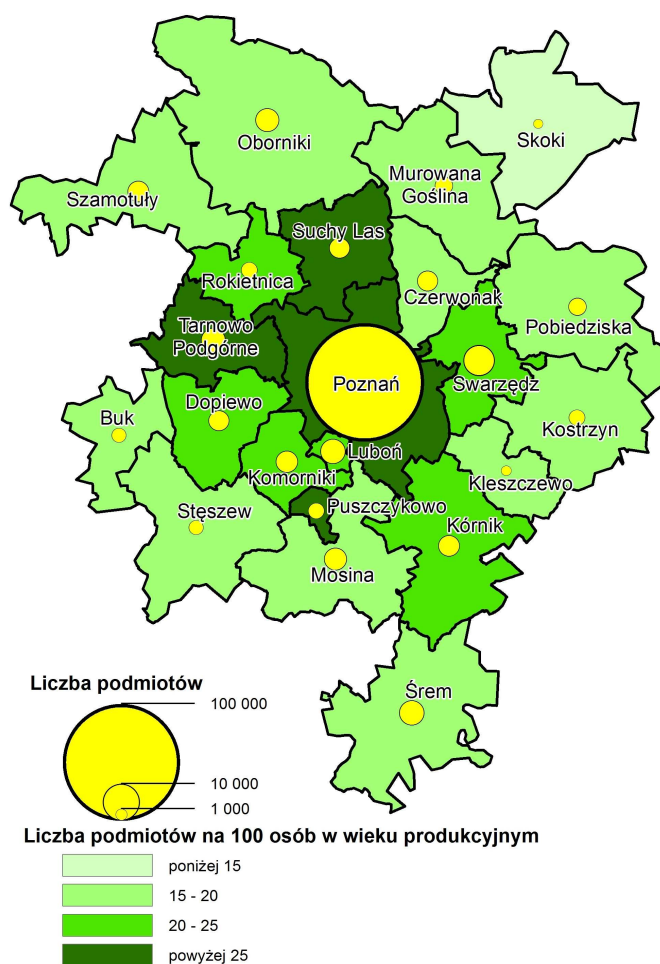 Oborniki
Skoki
Szamotuły
Murowana
Goślina
Suchy Las
Rokietnica
Czerwonak
Pobiedziska
Tarnowo
Podgórne
Poznań
Swarzędz
Buk
Dopiewo
Kostrzyn
Luboń
Komorniki
Kleszczewo
Stęszew
Puszczykowo
Kórnik
Mosina
Śrem
Liczba podmiotów
100 000
10 000
1 000
Liczba podmiotów na 100 osób w wieku produkcyjnym
poniżej 15
15 - 20
20 - 25
powyżej 25